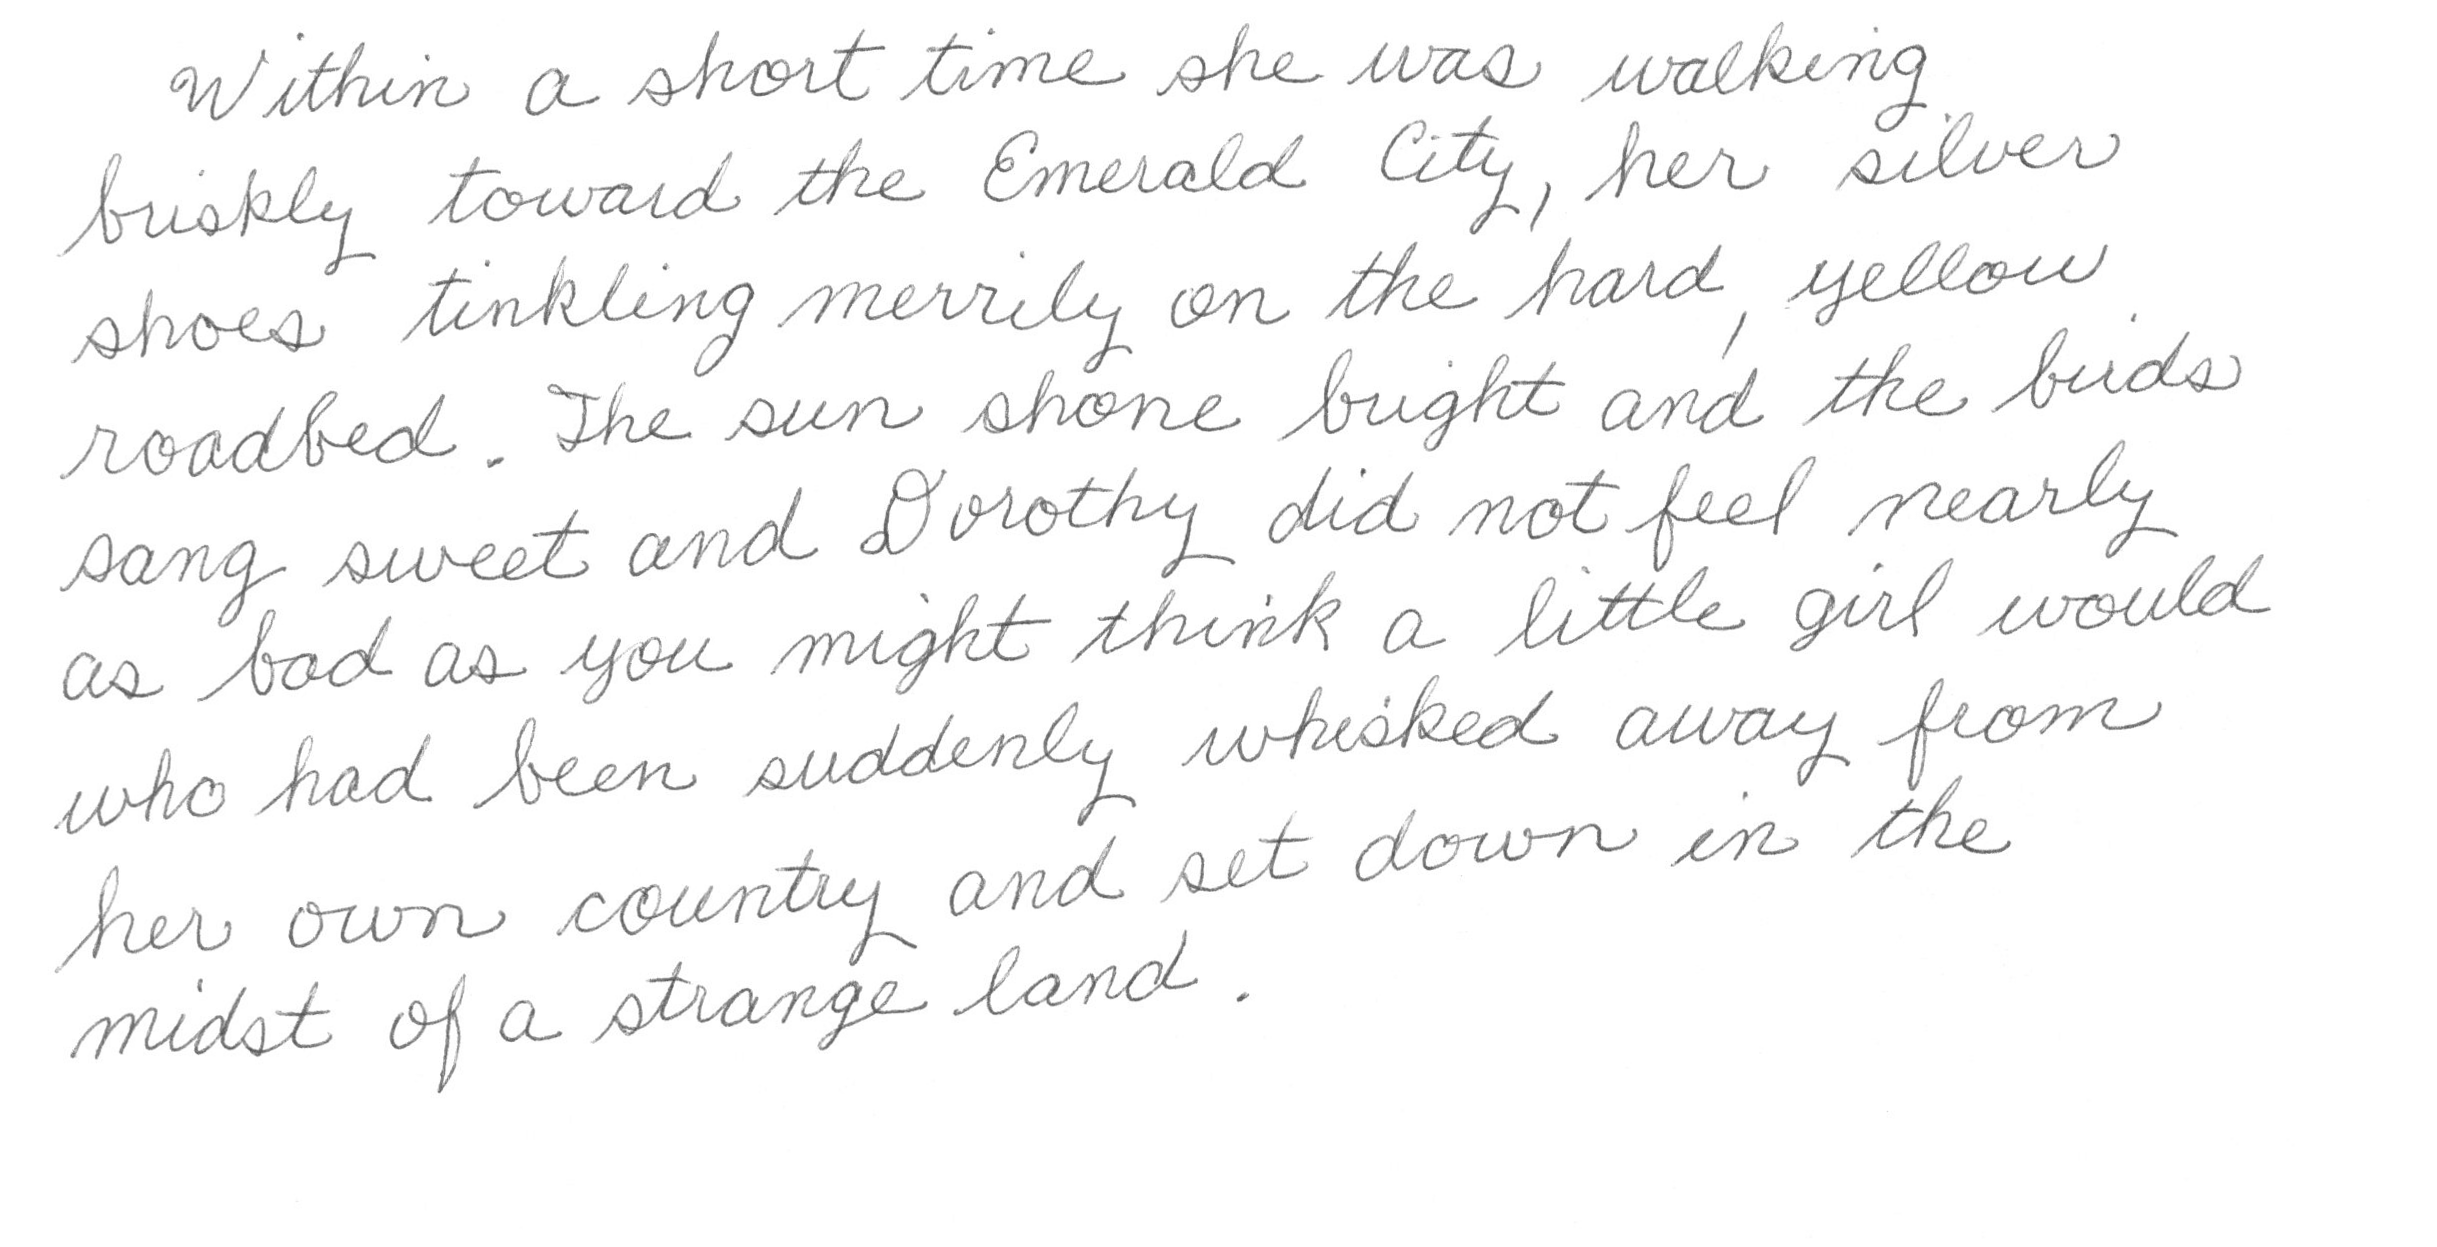 Within a short time she was walking
briskly toward the Emerald City, her silver
shoes tinkling merrily on the hard, yellow
roadbed. The sun shone bright and the birds
sang sweet and Dorothy did not feel nearly
as bad as you might think a little girl would
who had been suddenly whisked away from
her own country and set down in the
midst of a strange land.